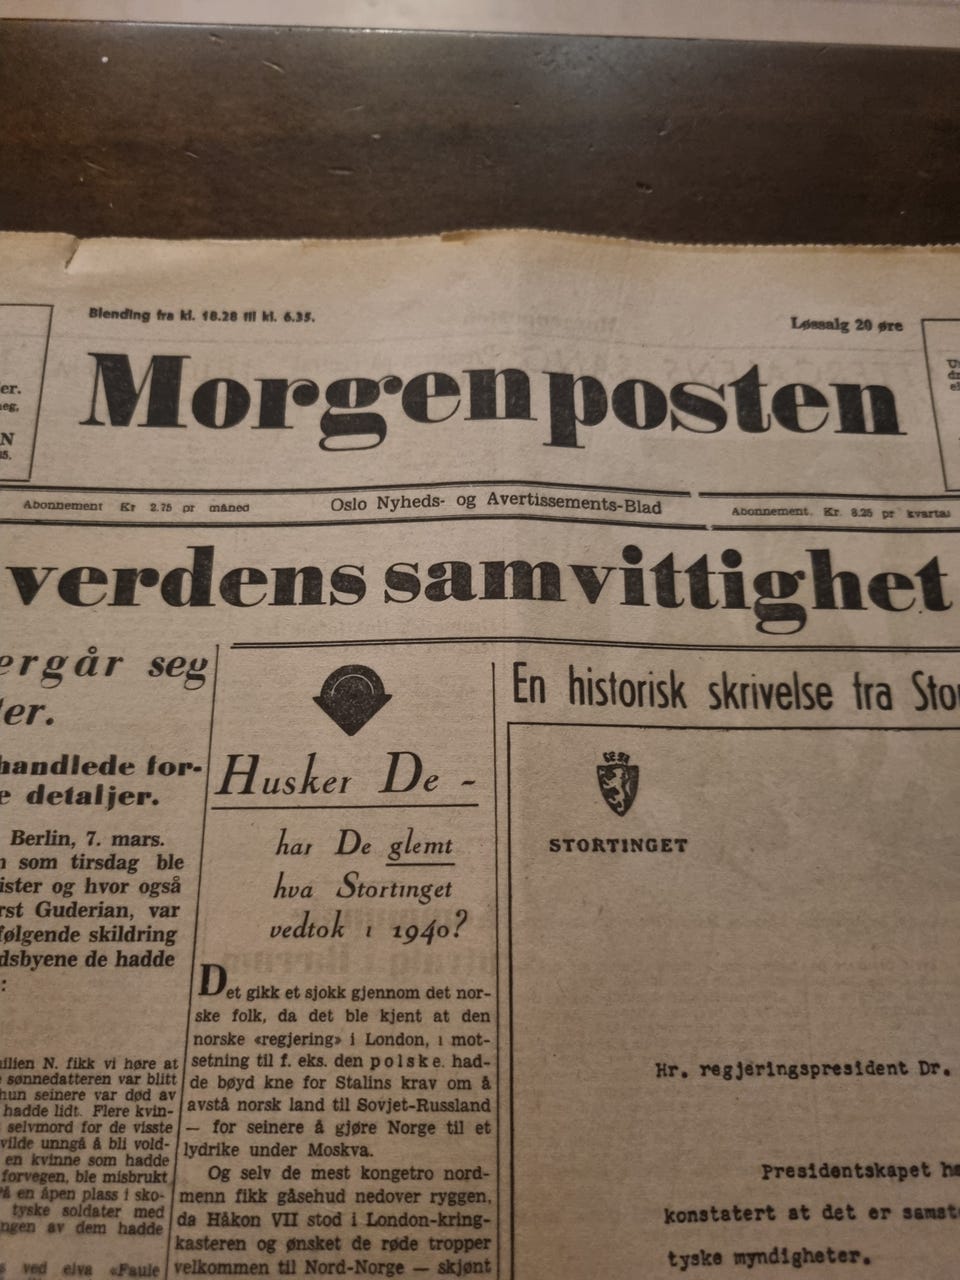 Blending fra kl. 18.28 til kl. 6.35.
Løssalg 20 øre
er.
eg,
N
Morgenposten
Abonnement Kr 2.75 pr måned
Oslo Nyheds- og Avertissements-Blad
Abonnement. Kr. 8.25 pr kvartal
verdens samvittighet
ergår seg
er.
handlede for-
e detaljer.
Berlin, 7. mars.
n som tirsdag ble
ister og hvor også
rst Guderian, var
følgende skildring
dsbyene de hadde
:
ilien N. fikk vi høre at
sønnedatteren var blitt
hun seinere var død av
hadde lidt. Flere kvin-
selvmord for de visste
vilde unngå å bli vold-
en kvinne som hadde
forvegen, ble misbrukt
å en åpen plass i sko-
tyske soldater med
ngen av dem hadde
ved elva «Faule
Husker De -
har De glemt
hva Stortinget
vedtok i 1940?
Det gikk et sjokk gjennom det nor-
ske folk, da det ble kjent at den
norske «regjering» i London, i mot-
setning til f. eks. den polske, had-
de bøyd kne for Stalins krav om å
avstå norsk land til Sovjet-Russland
— for seinere å gjøre Norge til et
lydrike under Moskva.
Og selv de mest kongetro nord-
menn fikk gåsehud nedover ryggen,
da Håkon VII stod i London-kring-
kasteren og ønsket de røde tropper
velkommen til Nord-Norge — skjønt
En historisk skrivelse fra Sto
STORTINGET
Hr. regjeringspresident Dr.
Presidentskapet ha
konstatert at det er samst
tyske myndigheter.